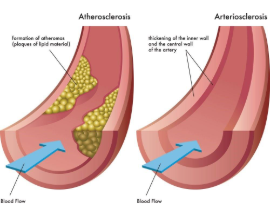 Atherosclerosis
formation of atheromas
(plaques of lipid material)
Blood Flow
Arteriosclerosis
thickening of the inner wall
and the central wall
of the artery
Blood Flow